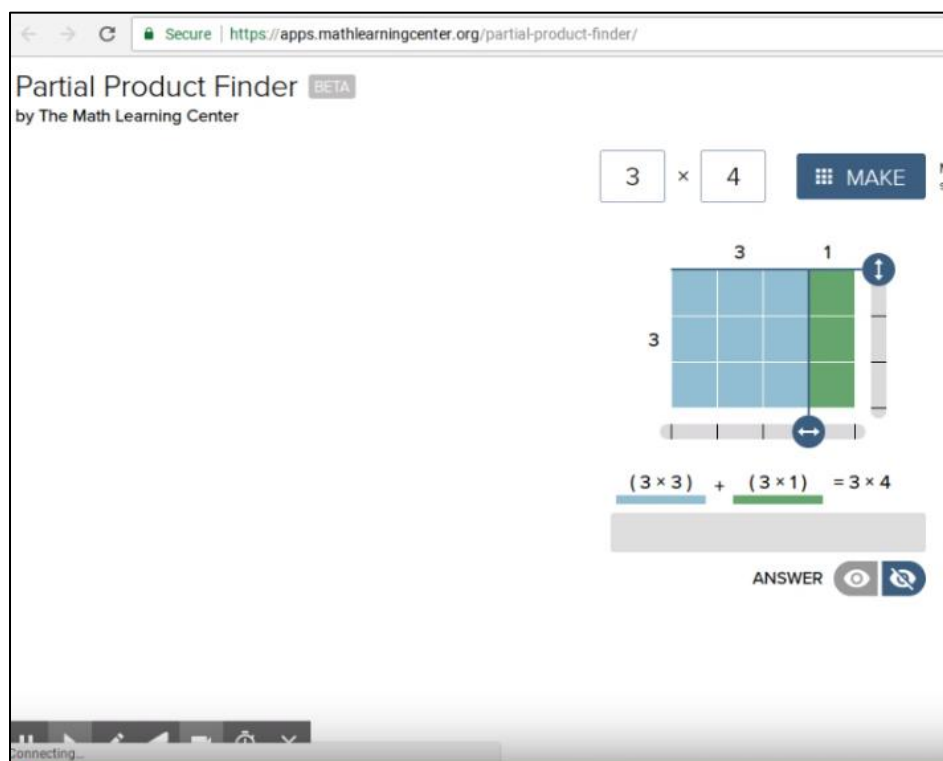 Secure | https://apps.mathlearningcenter.org/partial-product-finder/
Partial Product Finder BETA
by The Math Learning Center
3 × 4 MAKE
3 1
3
(3 × 3) + (3 × 1) = 3 × 4
ANSWER
Connecting...